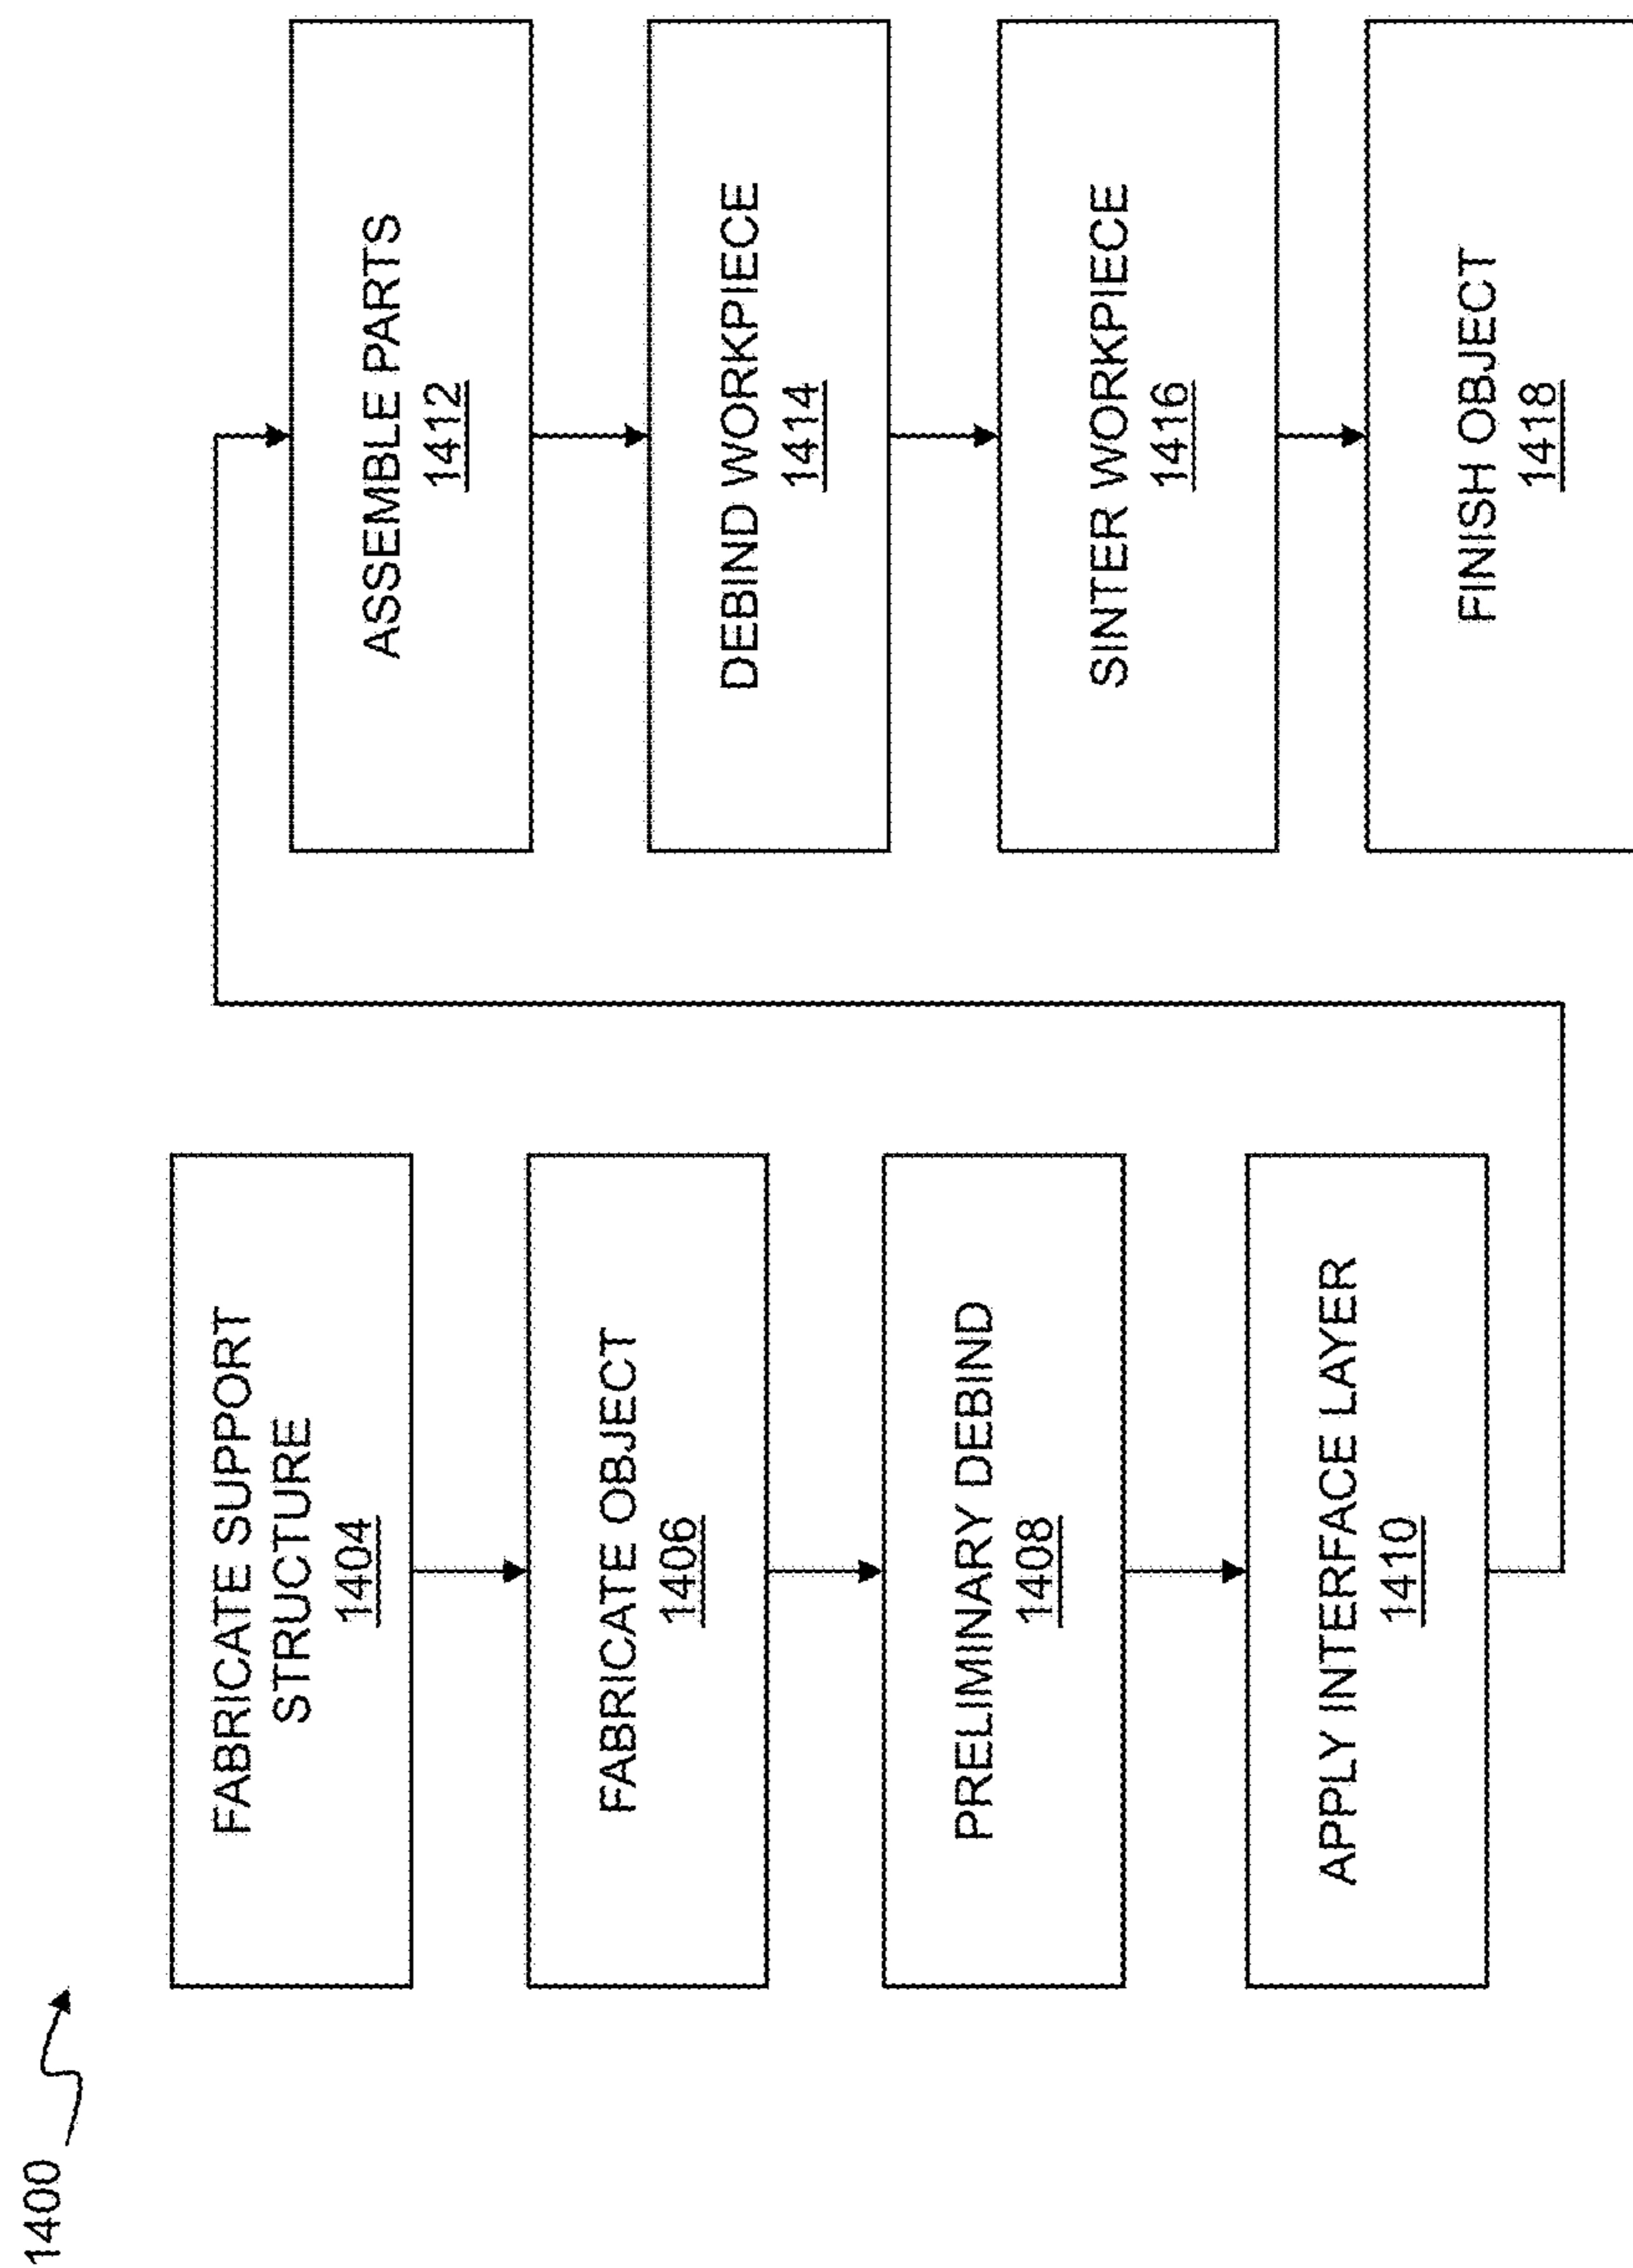 1400
FABRICATE SUPPORT
STRUCTURE
1404
FABRICATE OBJECT
1406
PRELIMINARY DEBIND
1408
APPLY INTERFACE LAYER
1410
ASSEMBLE PARTS
1412
DEBIND WORKPIECE
1414
SINTER WORKPIECE
1416
FINISH OBJECT
1418